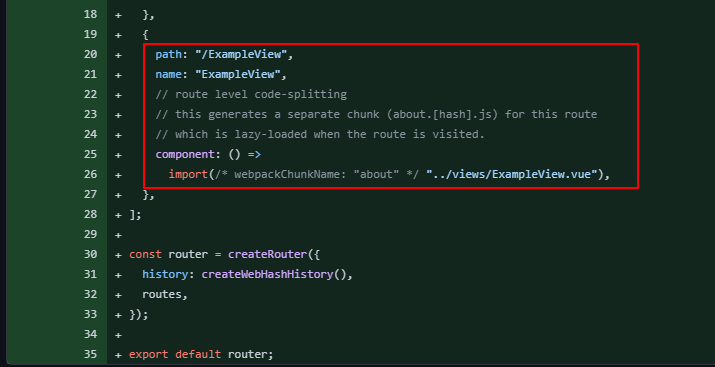 18 +   },
19 +   {
20 +     path: "/ExampleView",
21 +     name: "ExampleView",
22 +     // route level code-splitting
23 +     // this generates a separate chunk (about.[hash].js) for this route
24 +     // which is lazy-loaded when the route is visited.
25 +     component: () =>
26 +       import(/* webpackChunkName: "about" */ "../views/ExampleView.vue"),
27 +   },
28 + ];
29 +
30 + const router = createRouter({
31 +   history: createWebHashHistory(),
32 +   routes,
33 + });
34 +
35 + export default router;